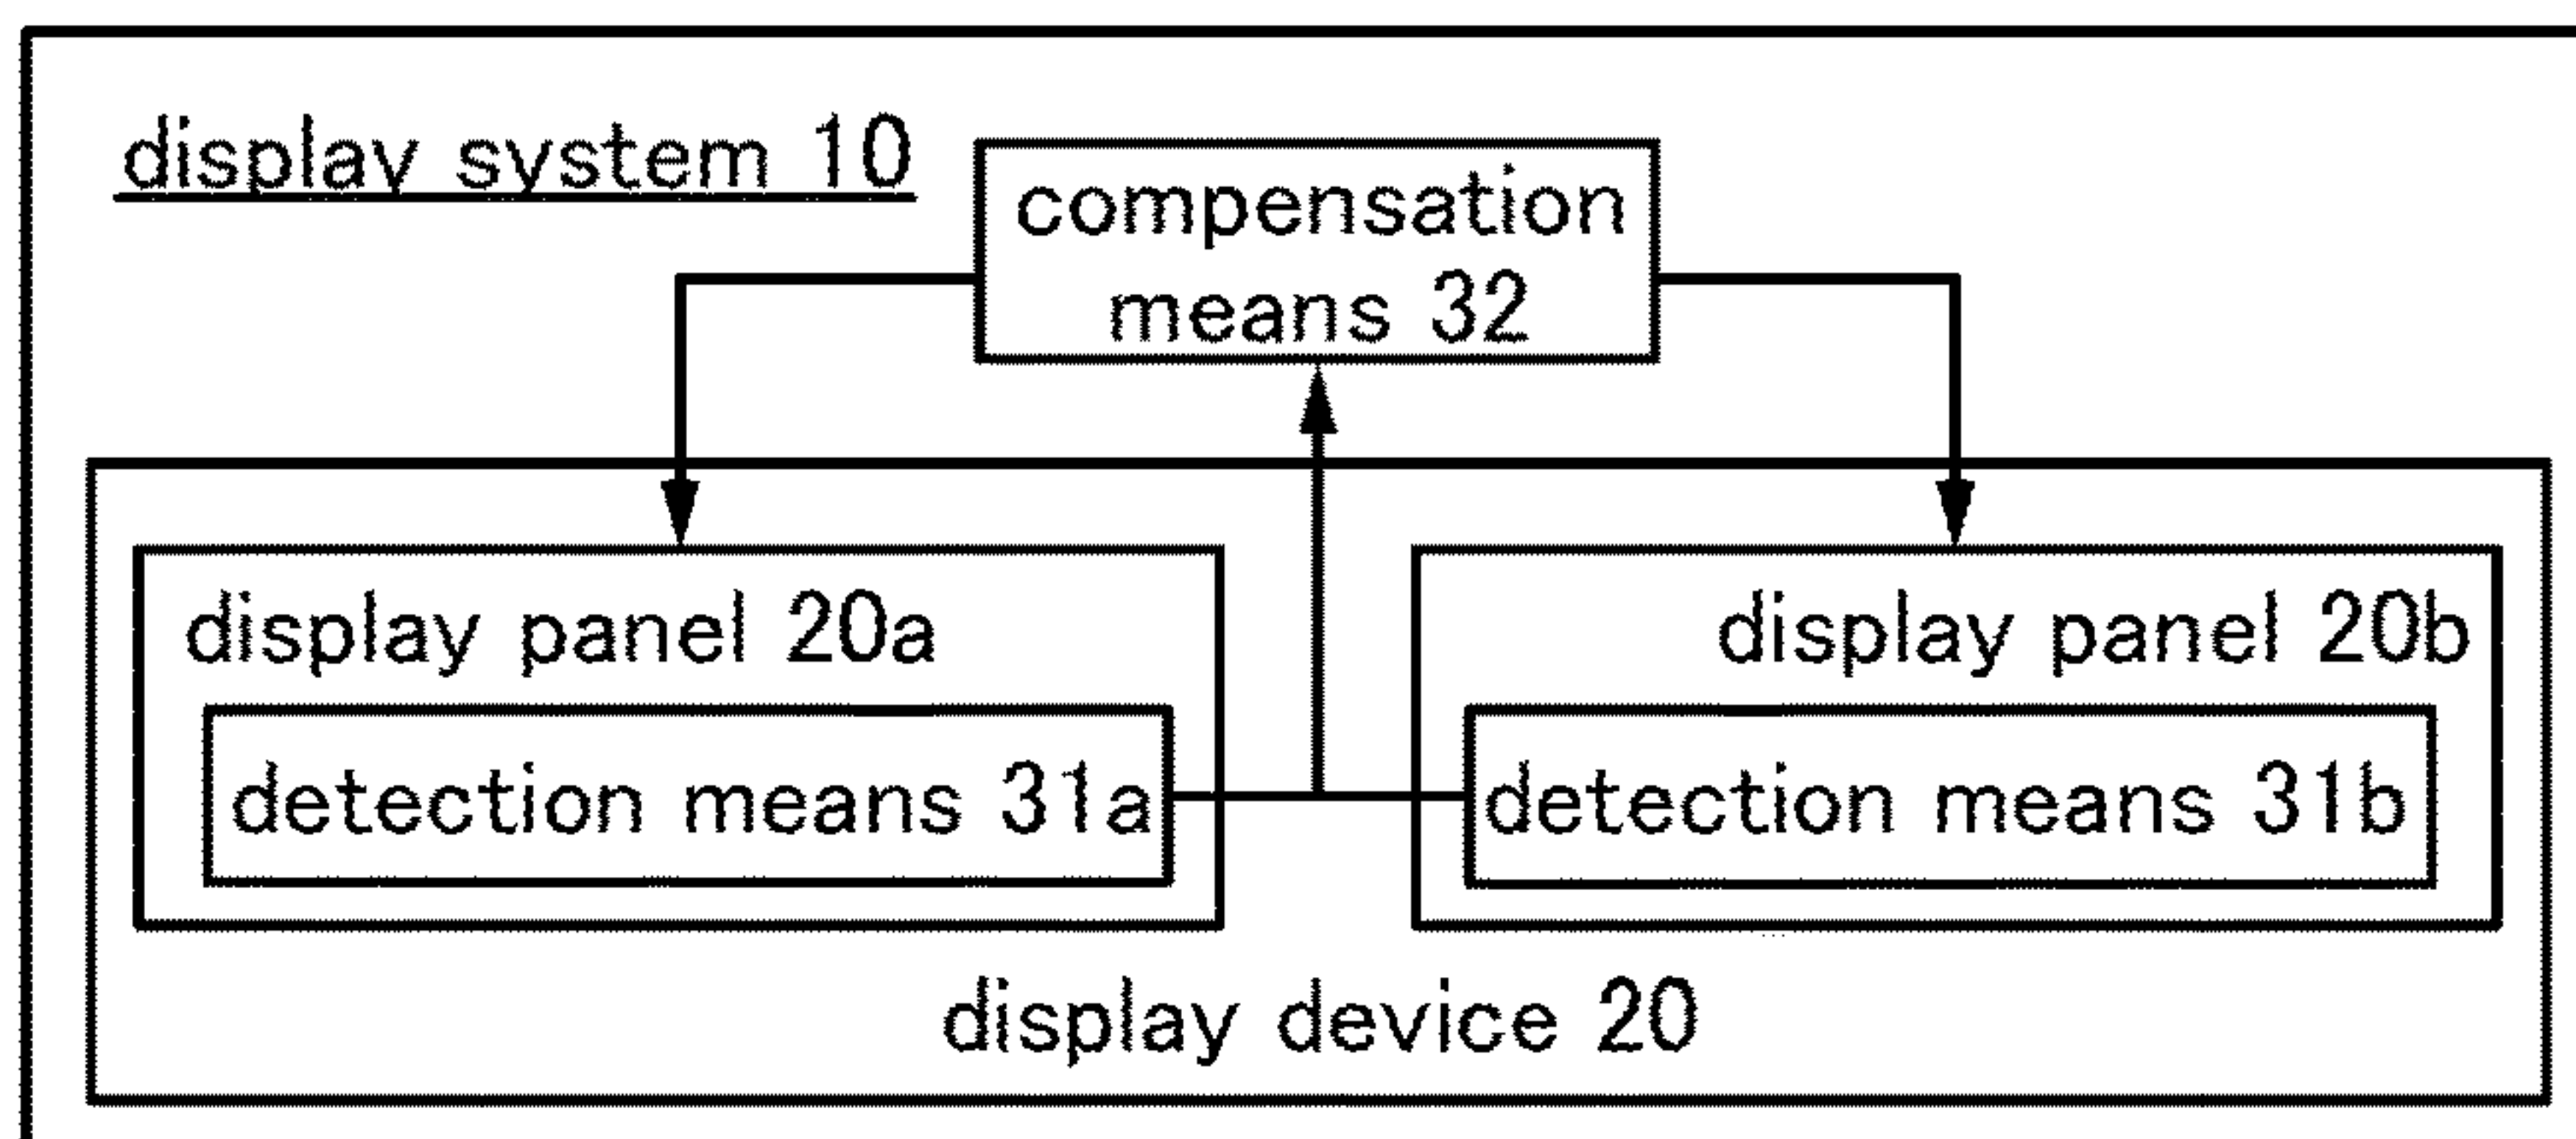 display system 10
compensation
means 32
display panel 20a
display panel 20b
detection means 31a
detection means 31b
display device 20